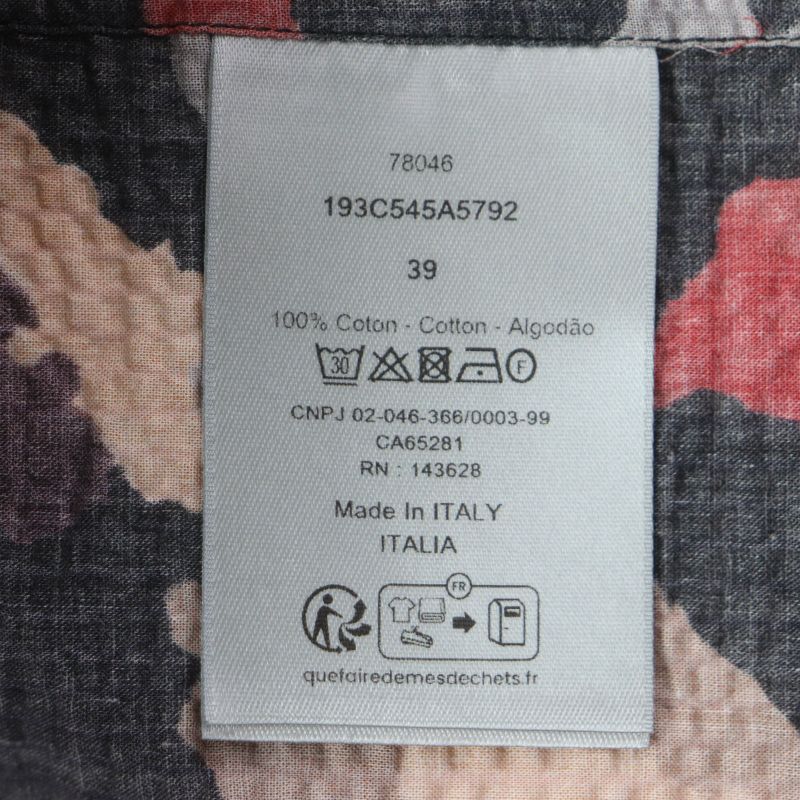 78046
193C545A5792
39
100% Coton - Cotton - Algodão
30 F
CNPJ 02-046-366/0003-99
CA65281
RN : 143628
Made In ITALY
ITALIA
FR
quefairedemesdechets.fr